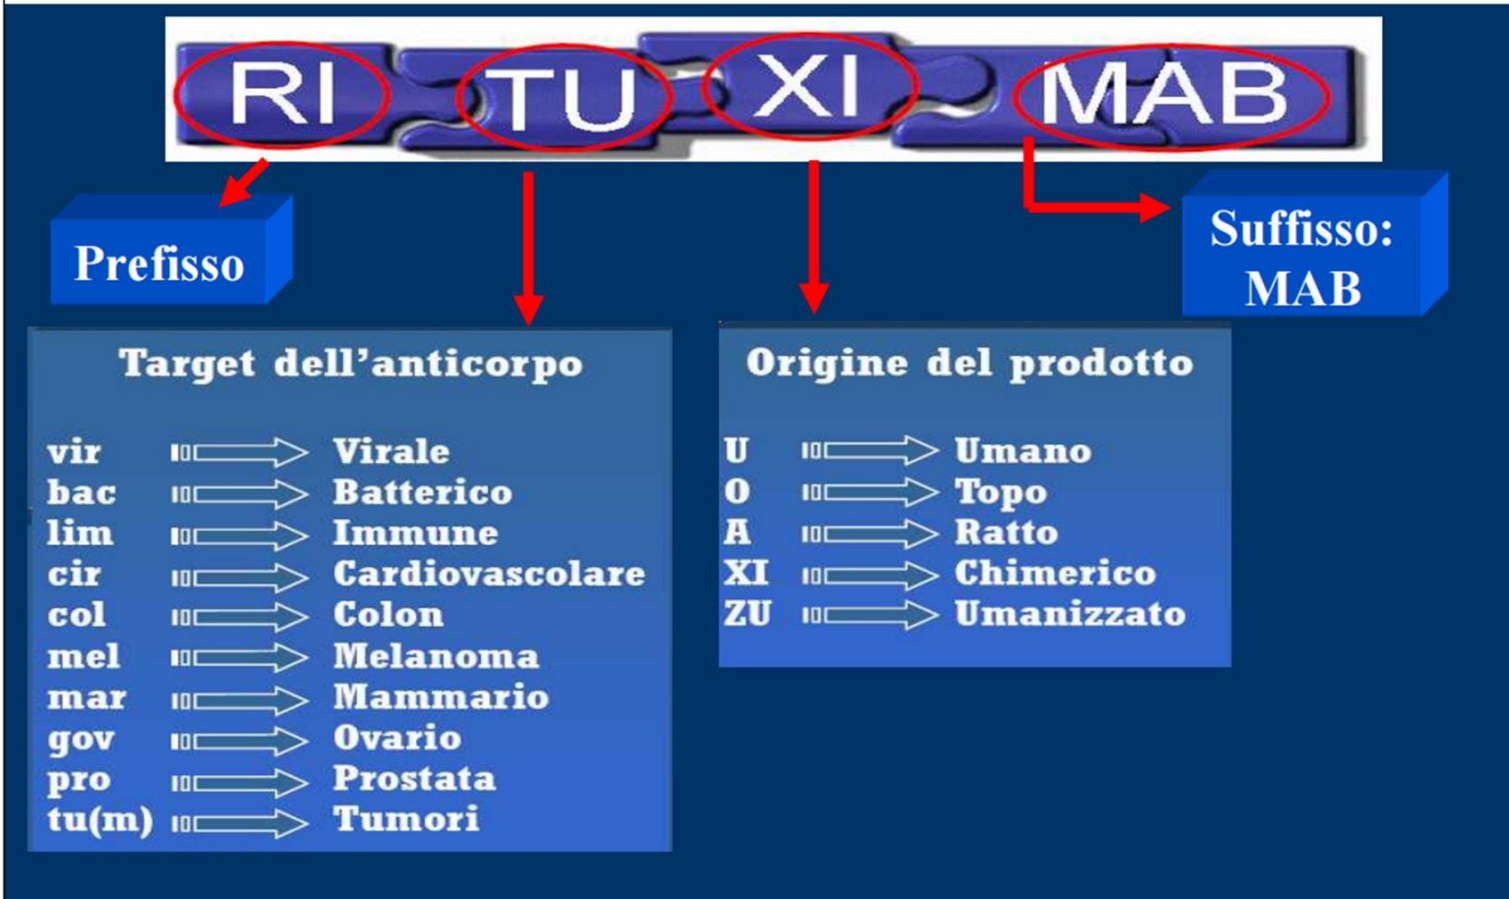 RI TU XI MAB
Prefisso
Suffisso:
MAB
Target dell'anticorpo
vir Virale
bac Batterico
lim Immune
cir Cardiovascolare
col Colon
mel Melanoma
mar Mammario
gov Ovario
pro Prostata
tu(m) Tumori
Origine del prodotto
U Umano
O Topo
A Ratto
XI Chimerico
ZU Umanizzato